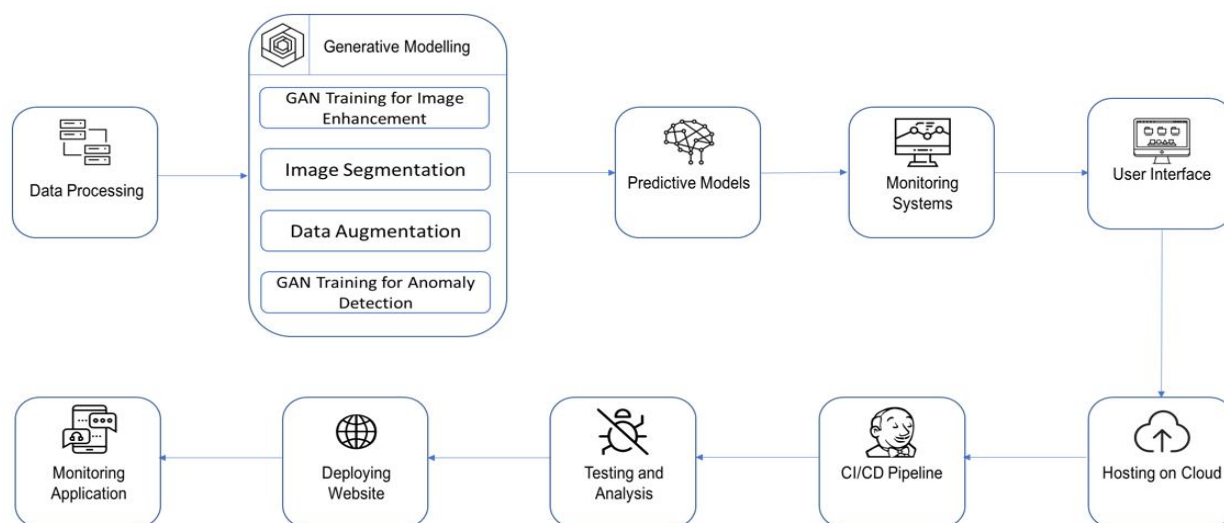 Generative Modelling
GAN Training for Image
Enhancement
Image Segmentation
Data Augmentation
GAN Training for Anomaly
Detection
Data Processing
Predictive Models
Monitoring
Systems
User Interface
Monitoring
Application
Deploying
Website
Testing and
Analysis
CI/CD Pipeline
Hosting on Cloud